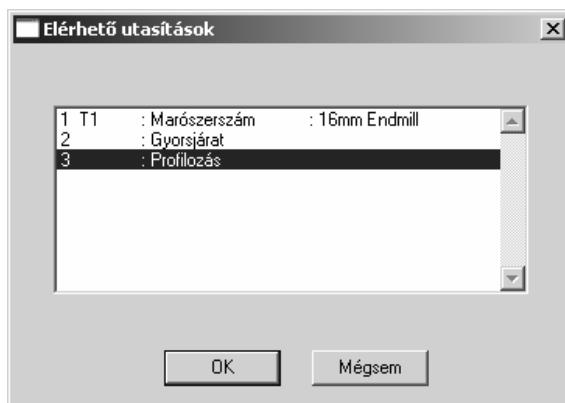 Elérhető utasítások
1 T1 : Marószerszám : 16mm Endmill
2 : Gyorsjárat
3 : Profilozás
OK Mégsem